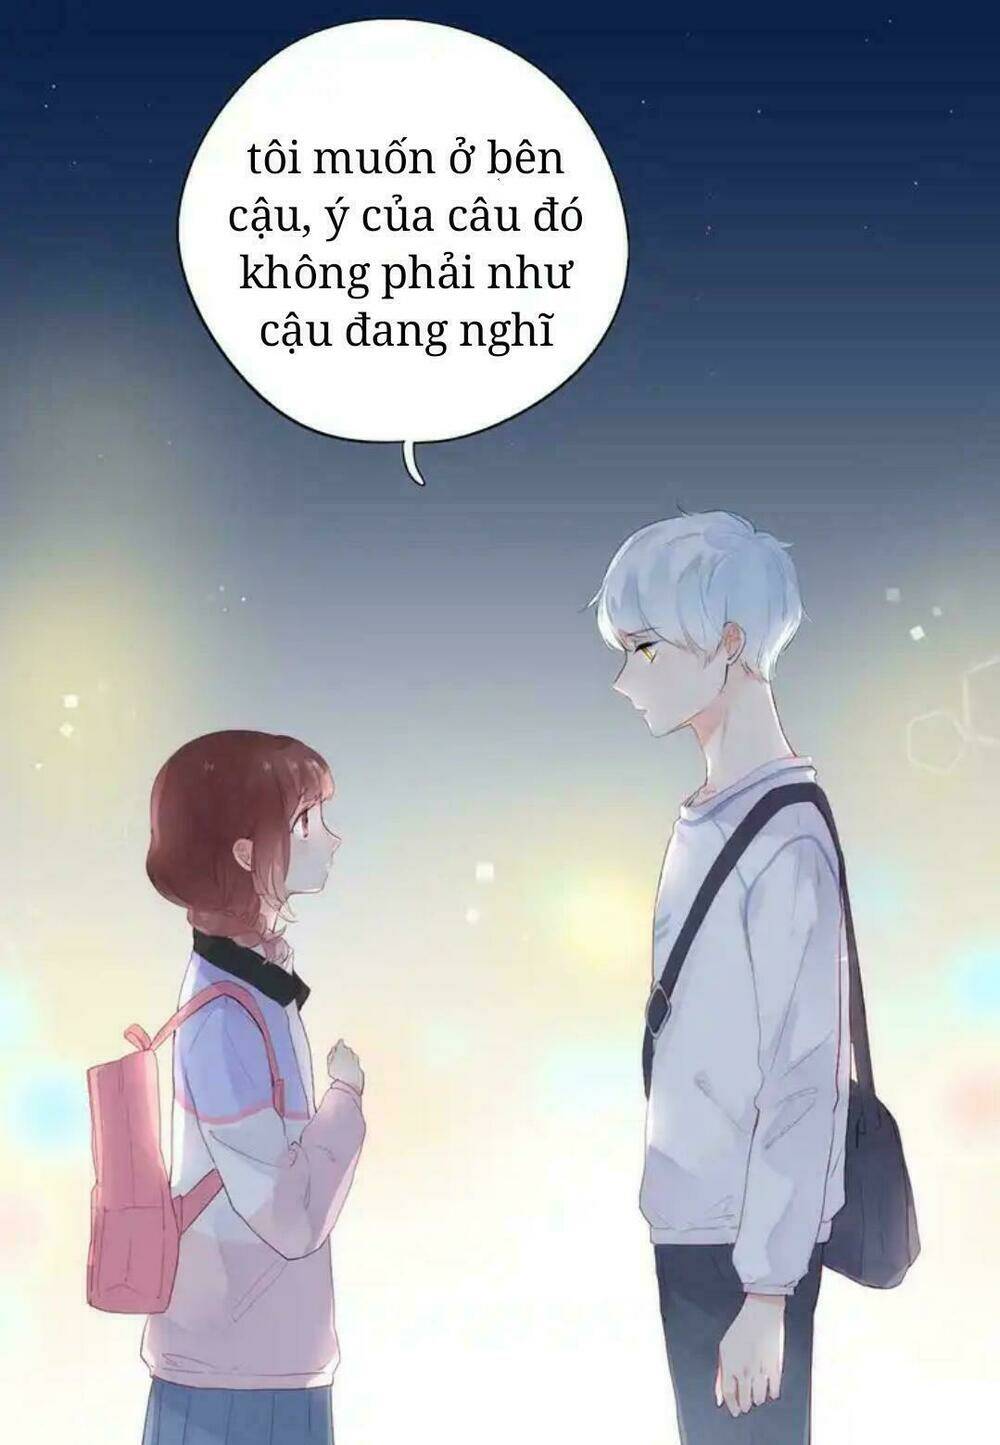 tôi muốn ở bên
cậu, ý của câu đó
không phải như
cậu đang nghĩ